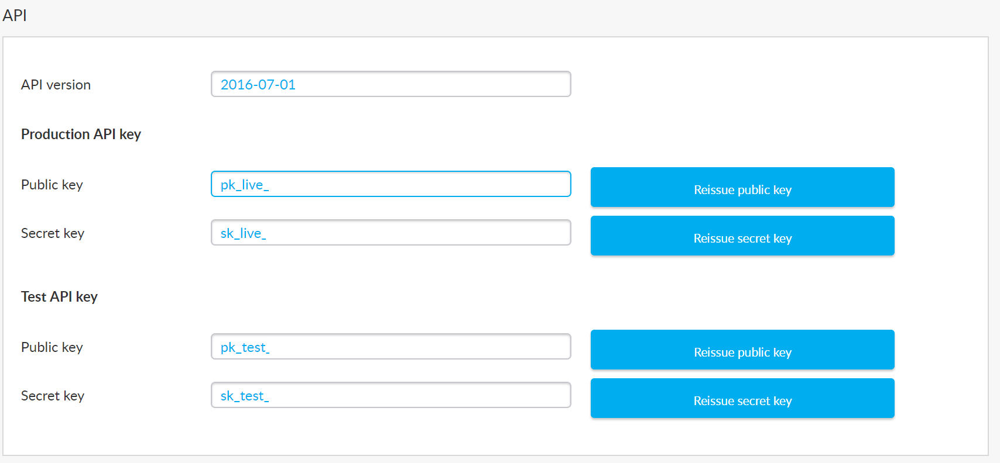 API
API version 2016-07-01
Production API key
Public key pk_live_ Reissue public key
Secret key sk_live_ Reissue secret key
Test API key
Public key pk_test_ Reissue public key
Secret key sk_test_ Reissue secret key